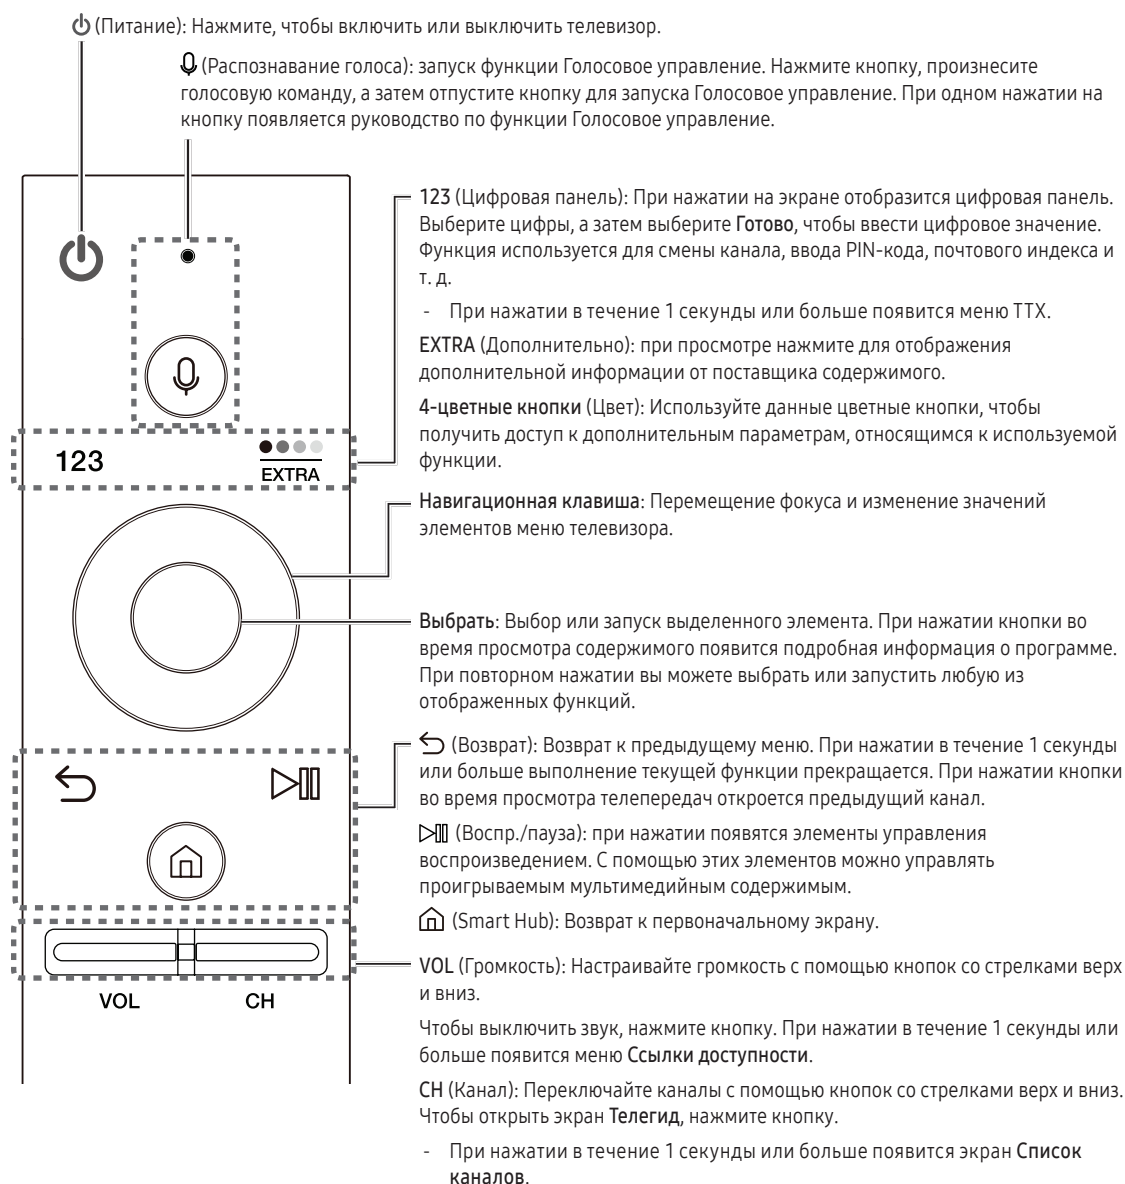 (Питание): Нажмите, чтобы включить или выключить телевизор.
(Распознавание голоса): запуск функции Голосовое управление. Нажмите кнопку, произнесите
голосовую команду, а затем отпустите кнопку для запуска Голосовое управление. При одном нажатии на
кнопку появляется руководство по функции Голосовое управление.
123 (Цифровая панель): При нажатии на экране отобразится цифровая панель.
Выберите цифры, а затем выберите Готово, чтобы ввести цифровое значение.
Функция используется для смены канала, ввода PIN-кода, почтового индекса и
т. д.
- При нажатии в течение 1 секунды или больше появится меню TTX.
EXTRA (Дополнительно): при просмотре нажмите для отображения
дополнительной информации от поставщика содержимого.
4-цветные кнопки (Цвет): Используйте данные цветные кнопки, чтобы
получить доступ к дополнительным параметрам, относящимся к используемой
функции.
123
EXTRA
Навигационная клавиша: Перемещение фокуса и изменение значений
элементов меню телевизора.
Выбрать: Выбор или запуск выделенного элемента. При нажатии кнопки во
время просмотра содержимого появится подробная информация о программе.
При повторном нажатии вы можете выбрать или запустить любую из
отображенных функций.
(Возврат): Возврат к предыдущему меню. При нажатии в течение 1 секунды
или больше выполнение текущей функции прекращается. При нажатии кнопки
во время просмотра телепередач откроется предыдущий канал.
(Воспр./пауза): при нажатии появятся элементы управления
воспроизведением. С помощью этих элементов можно управлять
проигрываемым мультимедийным содержимым.
(Smart Hub): Возврат к первоначальному экрану.
VOL (Громкость): Настраивайте громкость с помощью кнопок со стрелками верх
и вниз.
VOL
CH
Чтобы выключить звук, нажмите кнопку. При нажатии в течение 1 секунды или
больше появится меню Ссылки доступности.
CH (Канал): Переключайте каналы с помощью кнопок со стрелками верх и вниз.
Чтобы открыть экран Телегид, нажмите кнопку.
- При нажатии в течение 1 секунды или больше появится экран Список
каналов.